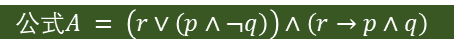 公式A = (r ∨ (p ∧ ¬q)) ∧ (r → p ∧ q)